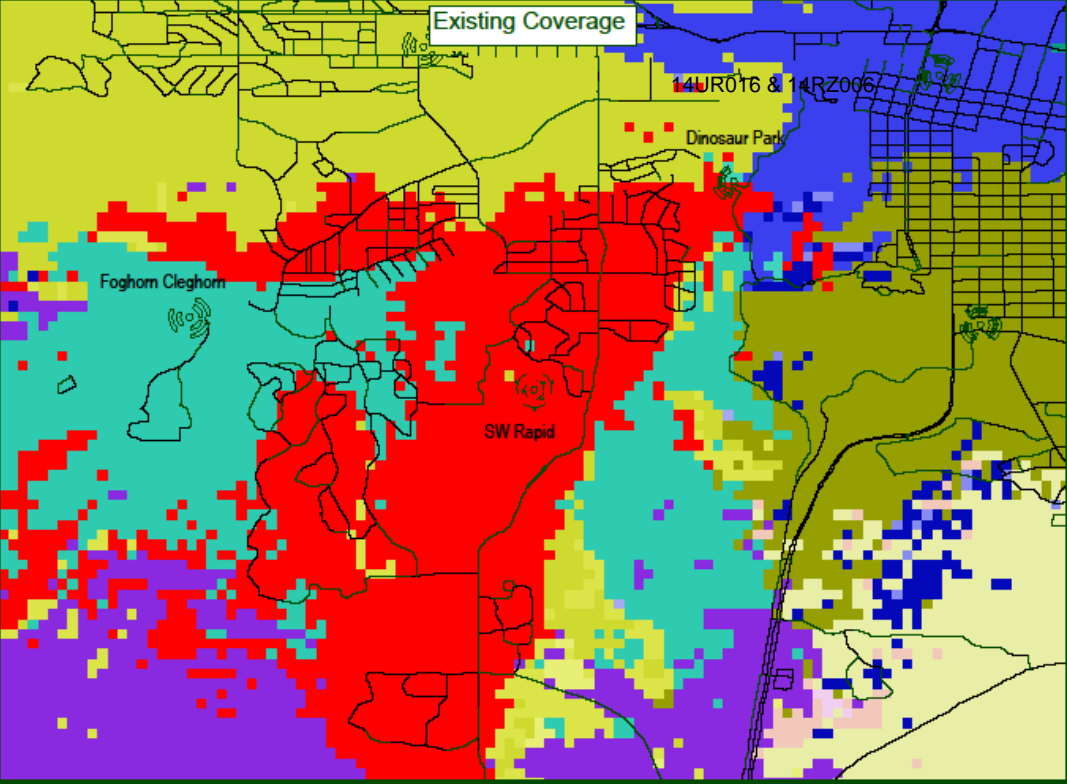 Existing Coverage
14UR016 & 14RZ006
Dinosaur Park
Foghorn Cleghorn
SW Rapid